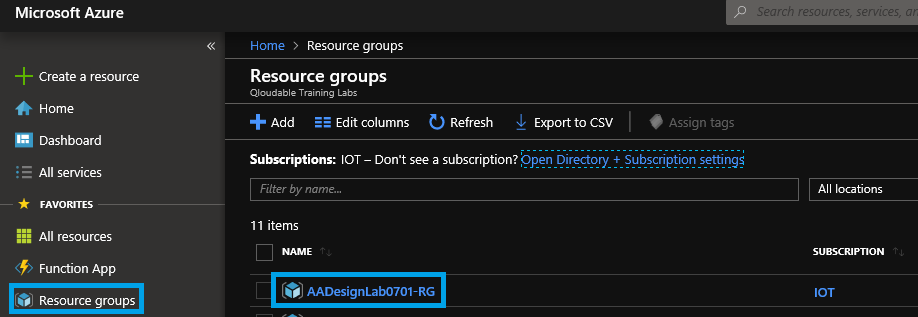 Microsoft Azure
Search resources, services, an
«
Create a resource
Home
Dashboard
All services
FAVORITES
All resources
Function App
Resource groups
Home > Resource groups
Resource groups
Qloudable Training Labs
Add Edit columns Refresh Export to CSV Assign tags
Subscriptions: IOT – Don't see a subscription? Open Directory + Subscription settings
Filter by name... All locations
11 items
NAME SUBSCRIPTION
AADesignLab0701-RG IOT